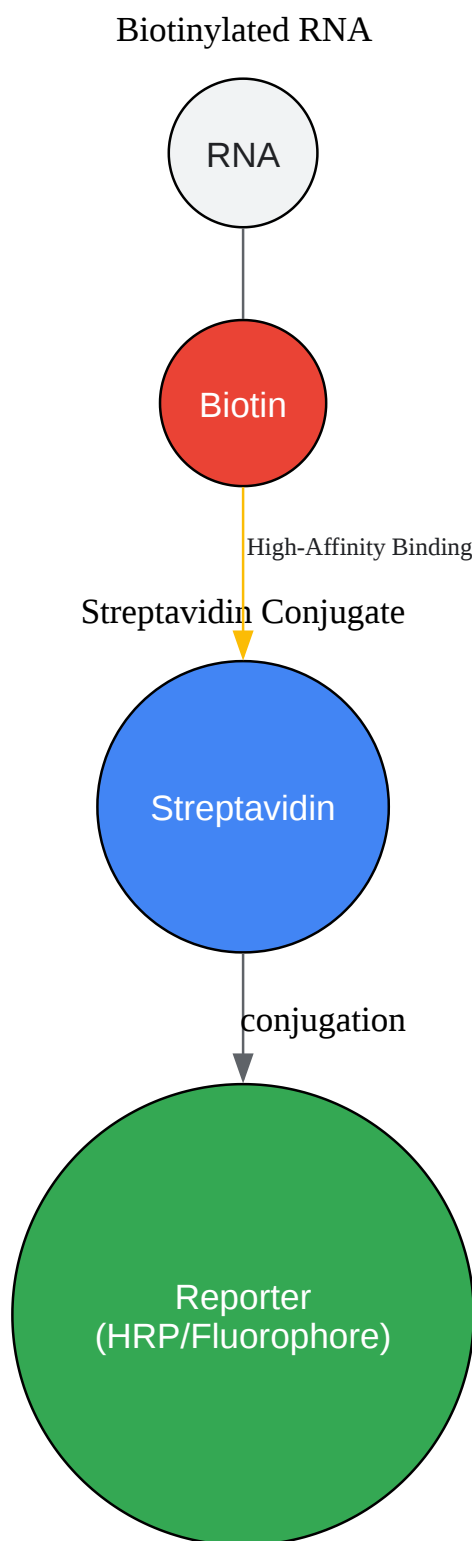 Biotinylated RNA
RNA
Biotin
High-Affinity Binding
Streptavidin Conjugate
Streptavidin
conjugation
Reporter
(HRP/Fluorophore)